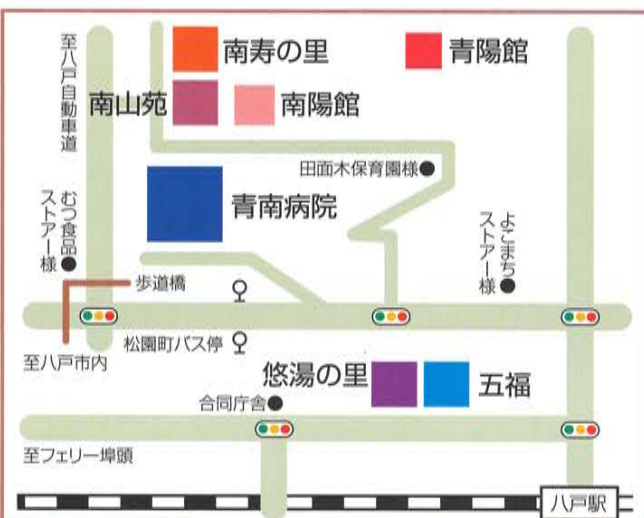 至八戸自動車道
南寿の里
青陽館
南山苑
南陽館
田面木保育園様
青南病院
むつ食品
ストアー様
よこまち
ストアー様
歩道橋
松園町バス停
至八戸市内
悠湯の里
五福
合同庁舎
至フェリー埠頭
八戸駅